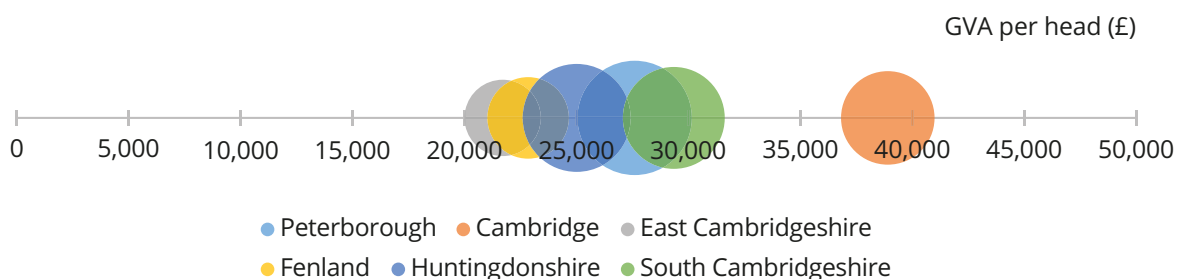 GVA per head (£)
0 5,000 10,000 15,000 20,000 25,000 30,000 35,000 40,000 45,000 50,000
Peterborough Cambridge East Cambridgeshire
Fenland Huntingdonshire South Cambridgeshire